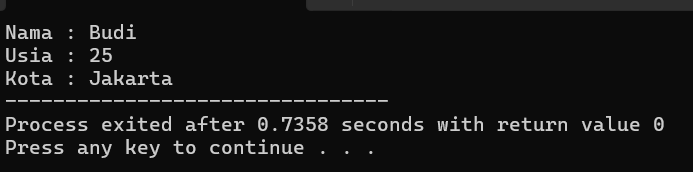 Nama : Budi
Usia : 25
Kota : Jakarta
--------------------------------
Process exited after 0.7358 seconds with return value 0
Press any key to continue . . .